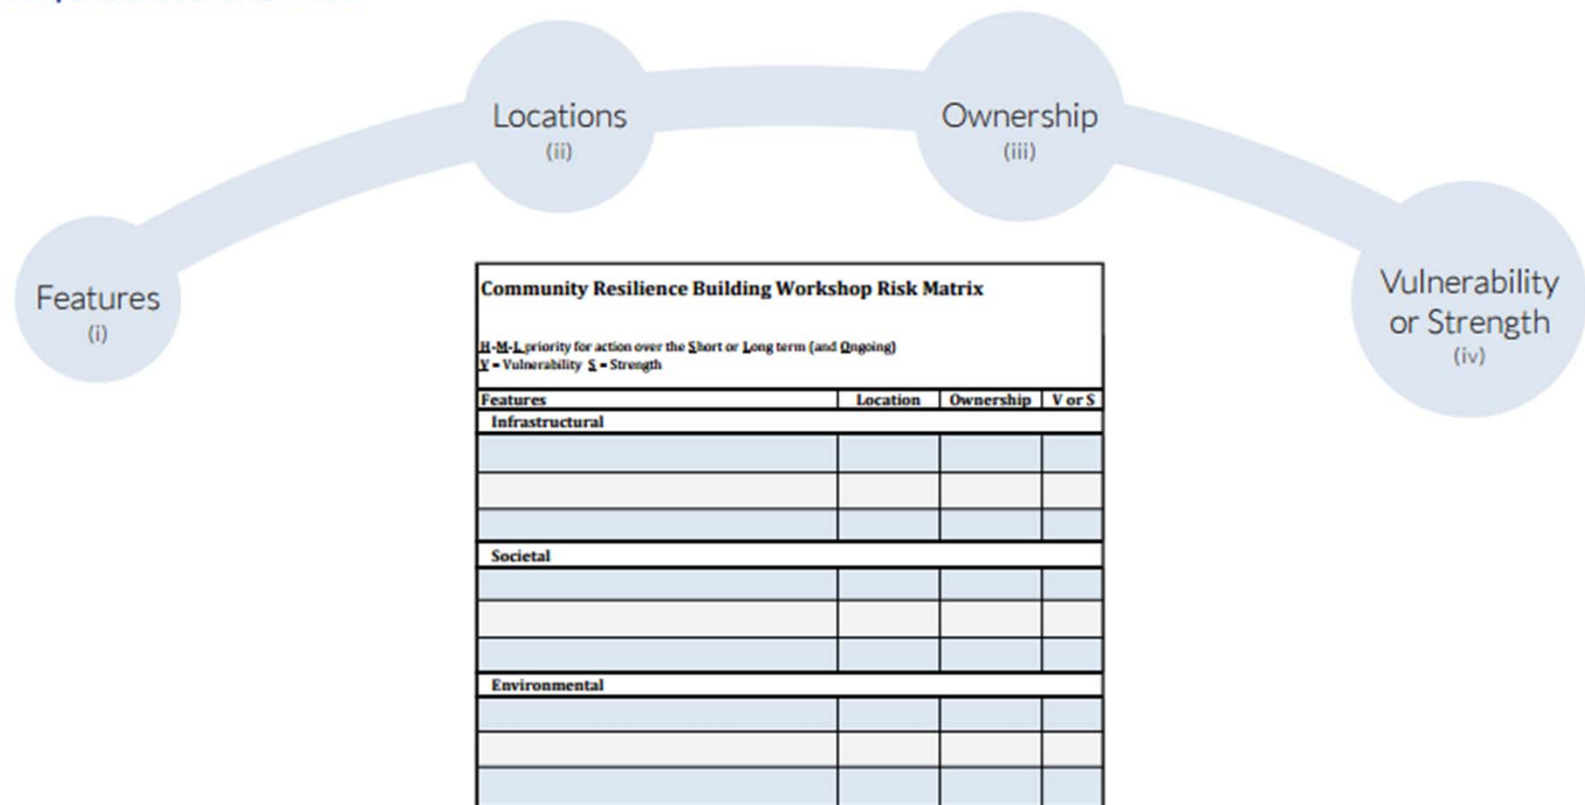 Locations
(ii)
Ownership
(iii)
Features
(i)
Vulnerability
or Strength
(iv)
Community Resilience Building Workshop Risk Matrix
H-M-L priority for action over the Short or Long term (and Ongoing)
V = Vulnerability S = Strength
Features Location Ownership V or S
Infrastructural
Societal
Environmental